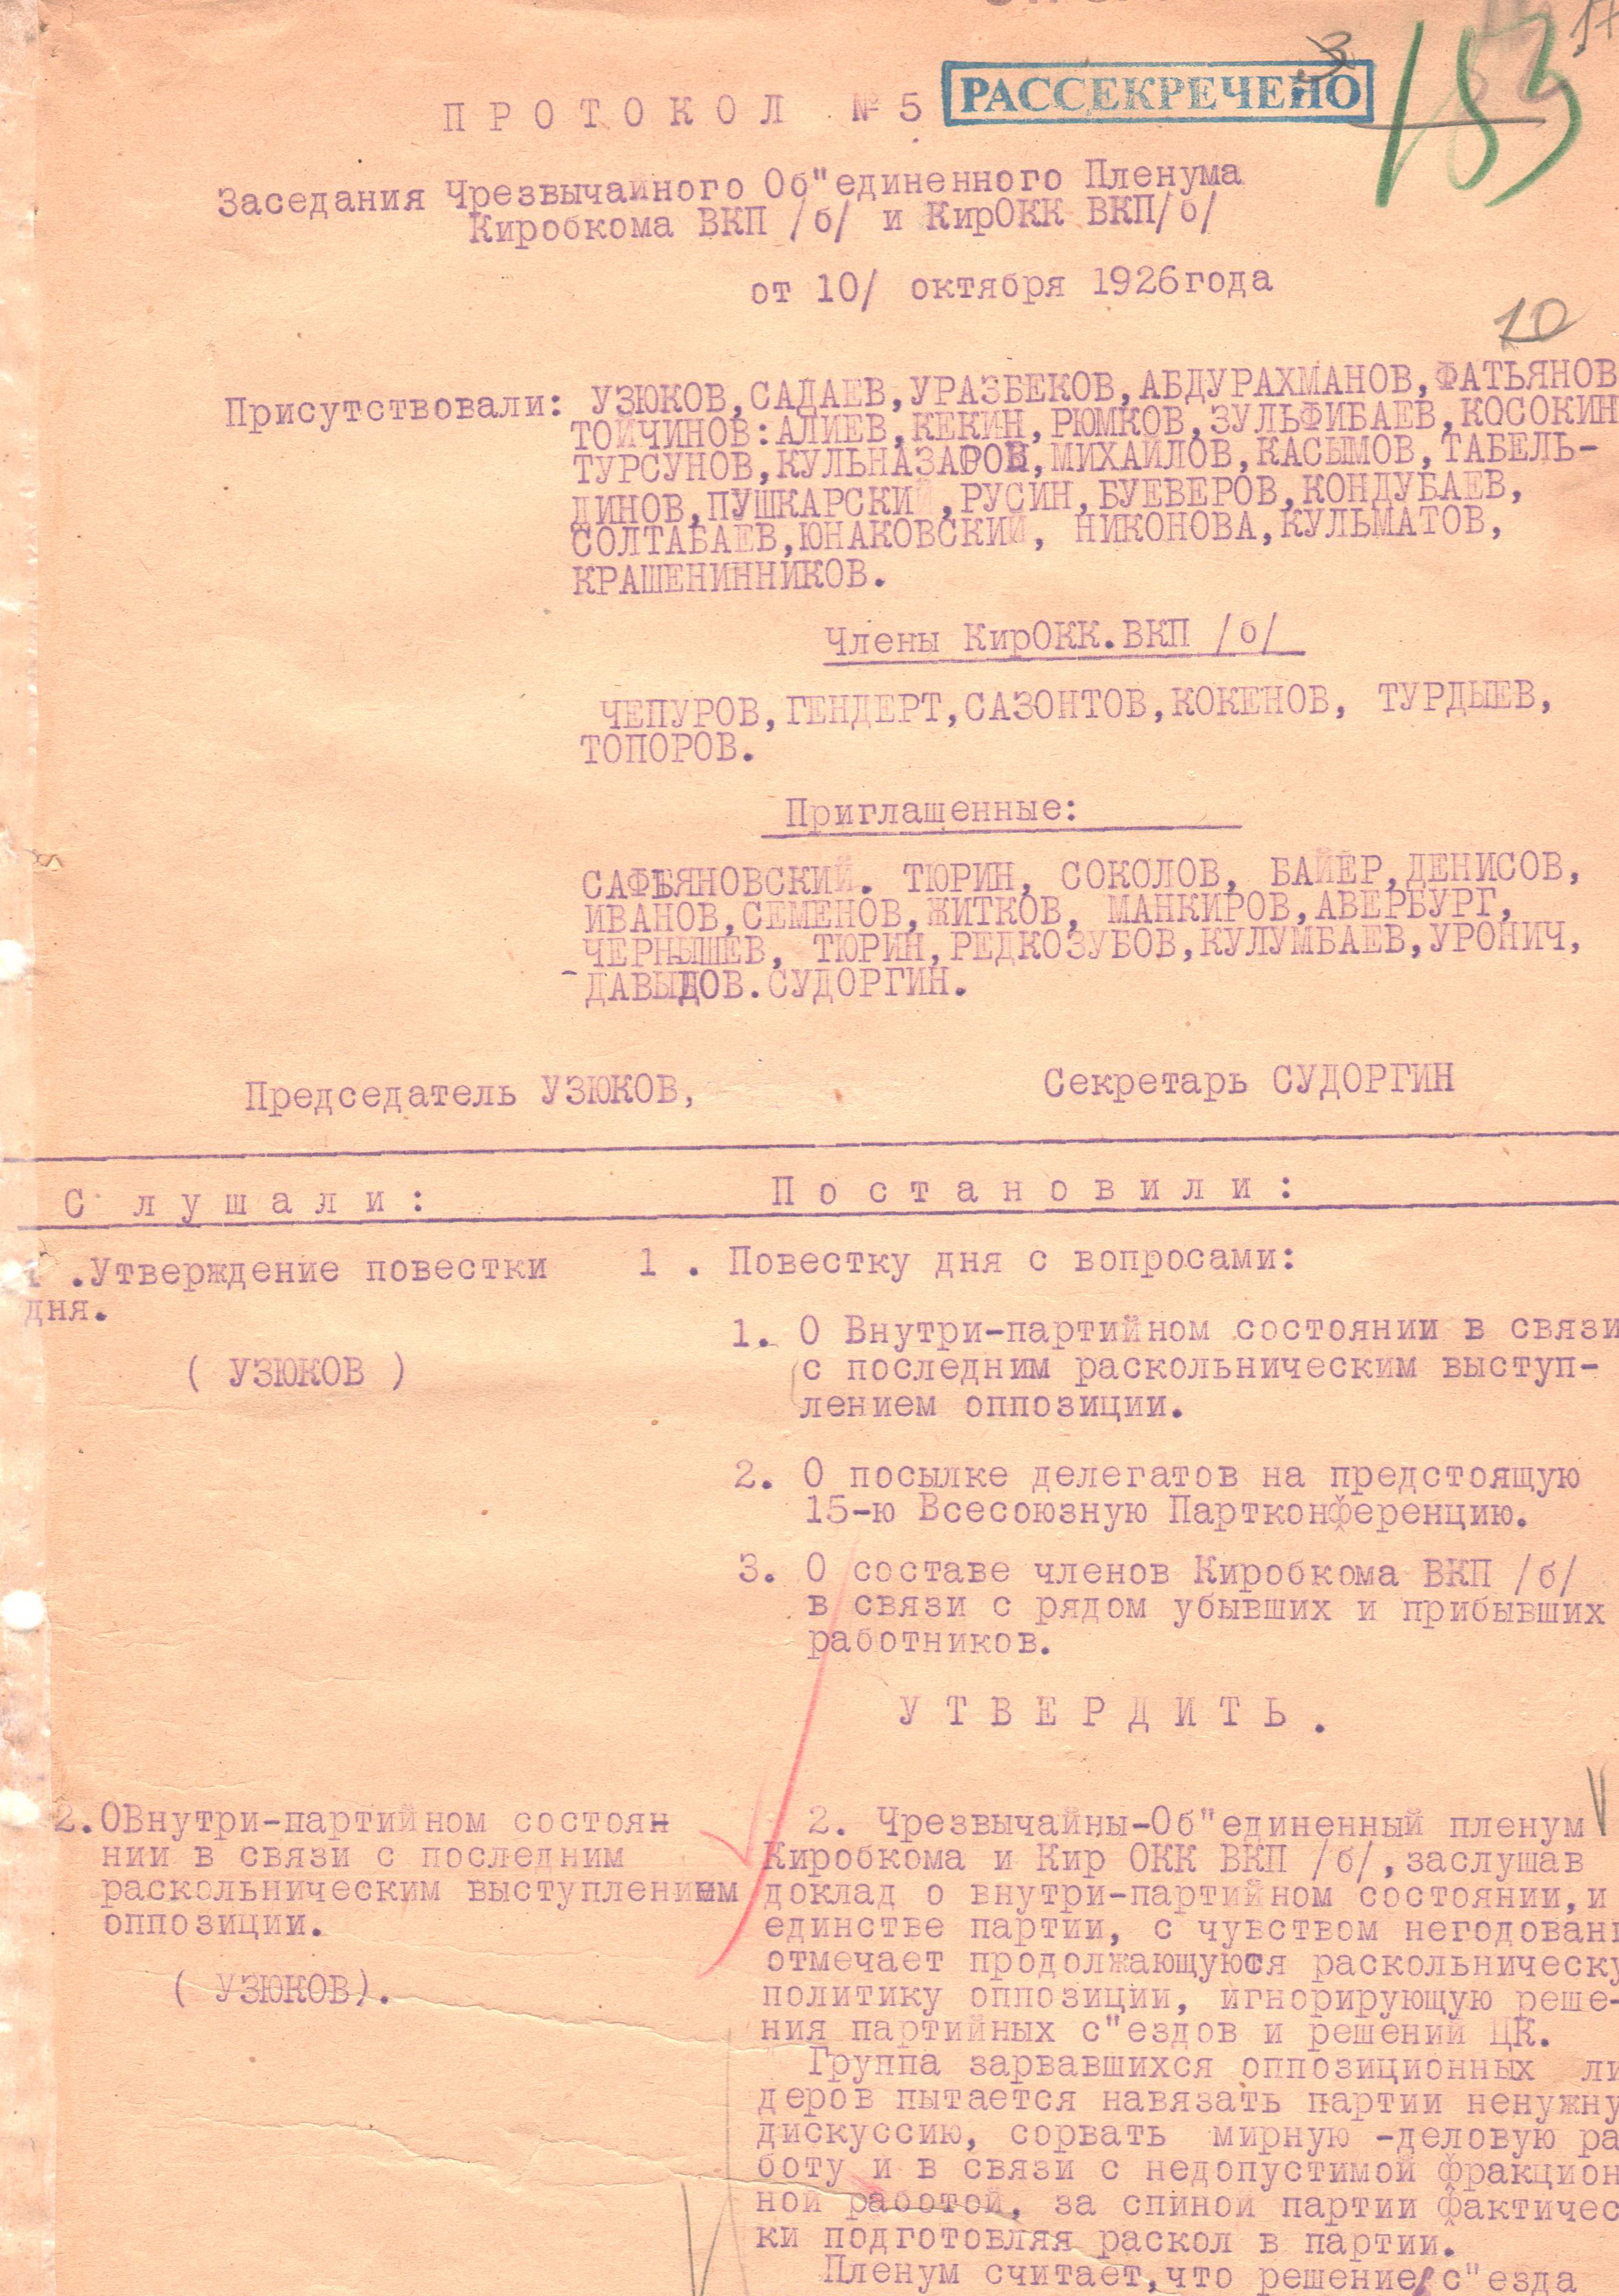 РАССЕКРЕЧЕНО
3
183
П Р О Т О К О Л № 5
Заседания Чрезвычайного Об"единенного Пленума
Киробкома ВКП /б/ и КирОКК ВКП/б/
от 10/ октября 1926года
10
Присутствовали: УЗЮКОВ,САДАЕВ,УРАЗБЕКОВ,АБДУРАХМАНОВ,ФАТЬЯНОВ
ТОЙЧИНОВ:АЛИЕВ,КЕКИН,РЮМКОВ,ЗУЛЬФИБАЕВ,КОСОКИН
ТУРСУНОВ,КУЛЬНАЗАРОВ,МИХАЙЛОВ,КАСЫМОВ,ТАБЕЛЬ-
ДИНОВ,ПУШКАРСКИЙ,РУСИН,БУЕВЕРОВ,КОНДУБАЕВ,
СОЛТАБАЕВ,ЮНАКОВСКИЙ, НИКОНОВА,КУЛЬМАТОВ,
КРАШЕНИННИКОВ.
Члены КирОКК.ВКП /б/
ЧЕПУРОВ,ГЕНДЕРТ,САЗОНТОВ,КОКЕНОВ, ТУРДЫЕВ,
ТОПОРОВ.
Приглашенные:
САФЬЯНОВСКИЙ. ТЮРИН, СОКОЛОВ, БАЙЕР,ДЕНИСОВ,
ИВАНОВ,СЕМЕНОВ,ЖИТКОВ, МАНКИРОВ,АВЕРБУРГ,
ЧЕРНЫШЕВ, ТЮРИН,РЕДКОЗУБОВ,КУЛУМБАЕВ,УРОНИЧ,
ДАВЫДОВ.СУДОРГИН.
Председатель УЗЮКОВ, Секретарь СУДОРГИН
С л у ш а л и : П о с т а н о в и л и :
1 .Утверждение повестки
дня.
( УЗЮКОВ )
1 . Повестку дня с вопросами:
1. О Внутри-партийном состоянии в связи
с последним раскольническим выступ-
лением оппозиции.
2. О посылке делегатов на предстоящую
15-ю Всесоюзную Партконференцию.
3. О составе членов Киробкома ВКП /б/
в связи с рядом убывших и прибывших
работников.
У Т В Е Р Д И Т Ь .
2.ОВнутри-партийном состоян
нии в связи с последним
раскольническим выступлением
оппозиции.
( УЗЮКОВ).
2. Чрезвычайны-Об"единенный пленум
Киробкома и Кир ОКК ВКП /б/,заслушав
доклад о внутри-партийном состоянии,и
единстве партии, с чувством негодовани
отмечает продолжающуюся раскольническу
политику оппозиции, игнорирующую реше-
ния партийных с"ездов и решений ЦК.
Группа зарвавшихся оппозиционных ли
деров пытается навязать партии ненужну
дискуссию, сорвать мирную -деловую ра
боту и в связи с недопустимой фракцион
ной работой, за спиной партии фактичес
ки подготовляя раскол в партии.
Пленум считает,что решение с"езда